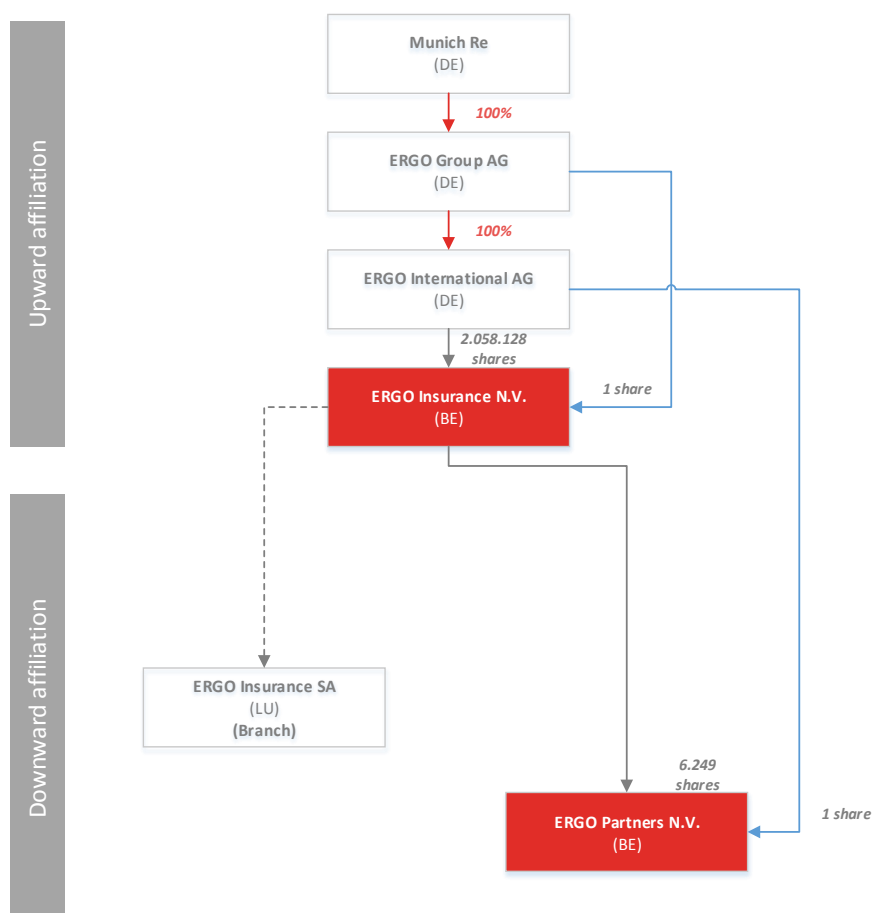 Upward affiliation
Munich Re
(DE)
100%
ERGO Group AG
(DE)
100%
ERGO International AG
(DE)
2.058.128
shares
ERGO Insurance N.V.
(BE)
1 share
Downward affiliation
ERGO Insurance SA
(LU)
(Branch)
6.249
shares
ERGO Partners N.V.
(BE)
1 share